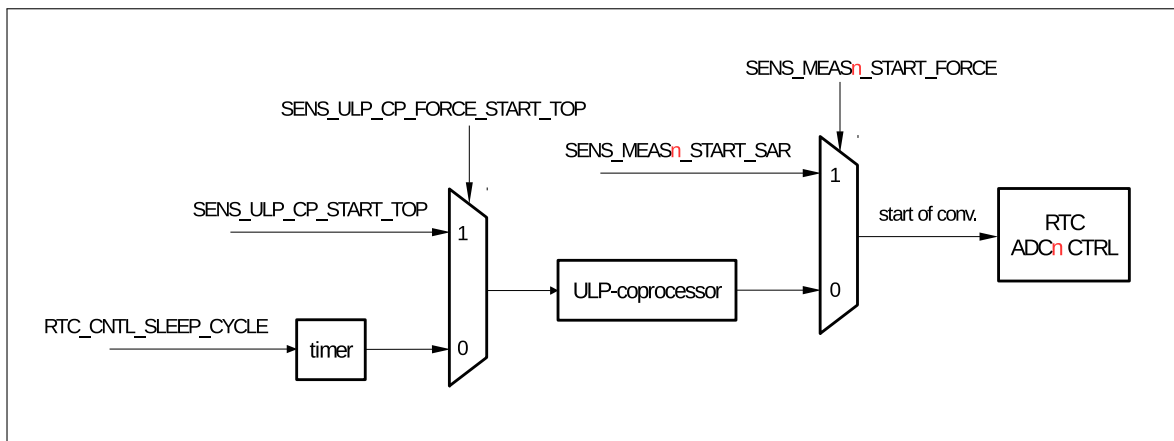 SENS_MEASn_START_FORCE
SENS_ULP_CP_FORCE_START_TOP
SENS_MEASn_START_SAR
1
SENS_ULP_CP_START_TOP
1
start of conv.
RTC
ADCn CTRL
ULP-coprocessor
0
RTC_CNTL_SLEEP_CYCLE
timer
0